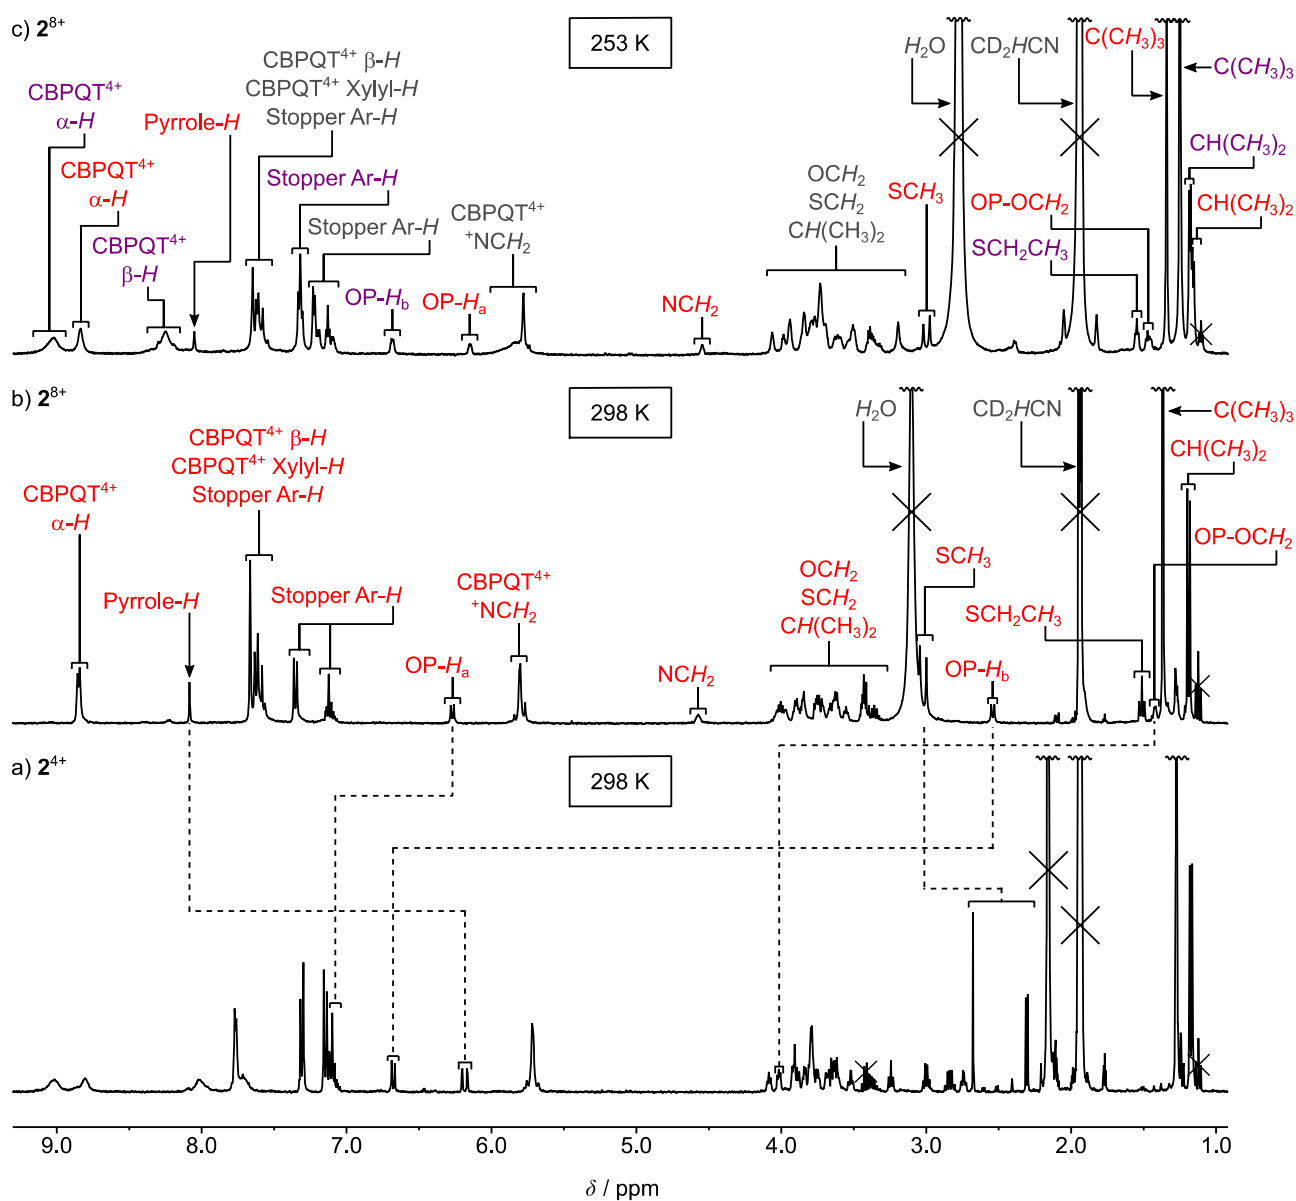 c) 2⁸⁺
253 K
CBPQT⁴⁺
α-H
CBPQT⁴⁺
α-H
CBPQT⁴⁺
β-H
Pyrrole-H
CBPQT⁴⁺ β-H
CBPQT⁴⁺ Xylyl-H
Stopper Ar-H
Stopper Ar-H
Stopper Ar-H
OP-Hb
OP-Ha
CBPQT⁴⁺
⁺NCH₂
NCH₂
OCH₂
SCH₂
CH(CH₃)₂
SCH₃
H₂O
CD₂HCN
OP-OCH₂
SCH₂CH₃
C(CH₃)₃
C(CH₃)₃
CH(CH₃)₂
CH(CH₃)₂
b) 2⁸⁺
298 K
CBPQT⁴⁺
α-H
Pyrrole-H
CBPQT⁴⁺ β-H
CBPQT⁴⁺ Xylyl-H
Stopper Ar-H
Stopper Ar-H
OP-Ha
CBPQT⁴⁺
⁺NCH₂
NCH₂
OCH₂
SCH₂
CH(CH₃)₂
H₂O
SCH₃
OP-Hb
CD₂HCN
SCH₂CH₃
C(CH₃)₃
CH(CH₃)₂
OP-OCH₂
a) 2⁴⁺
298 K
9.0 8.0 7.0 6.0 5.0 4.0 3.0 2.0 1.0
δ / ppm